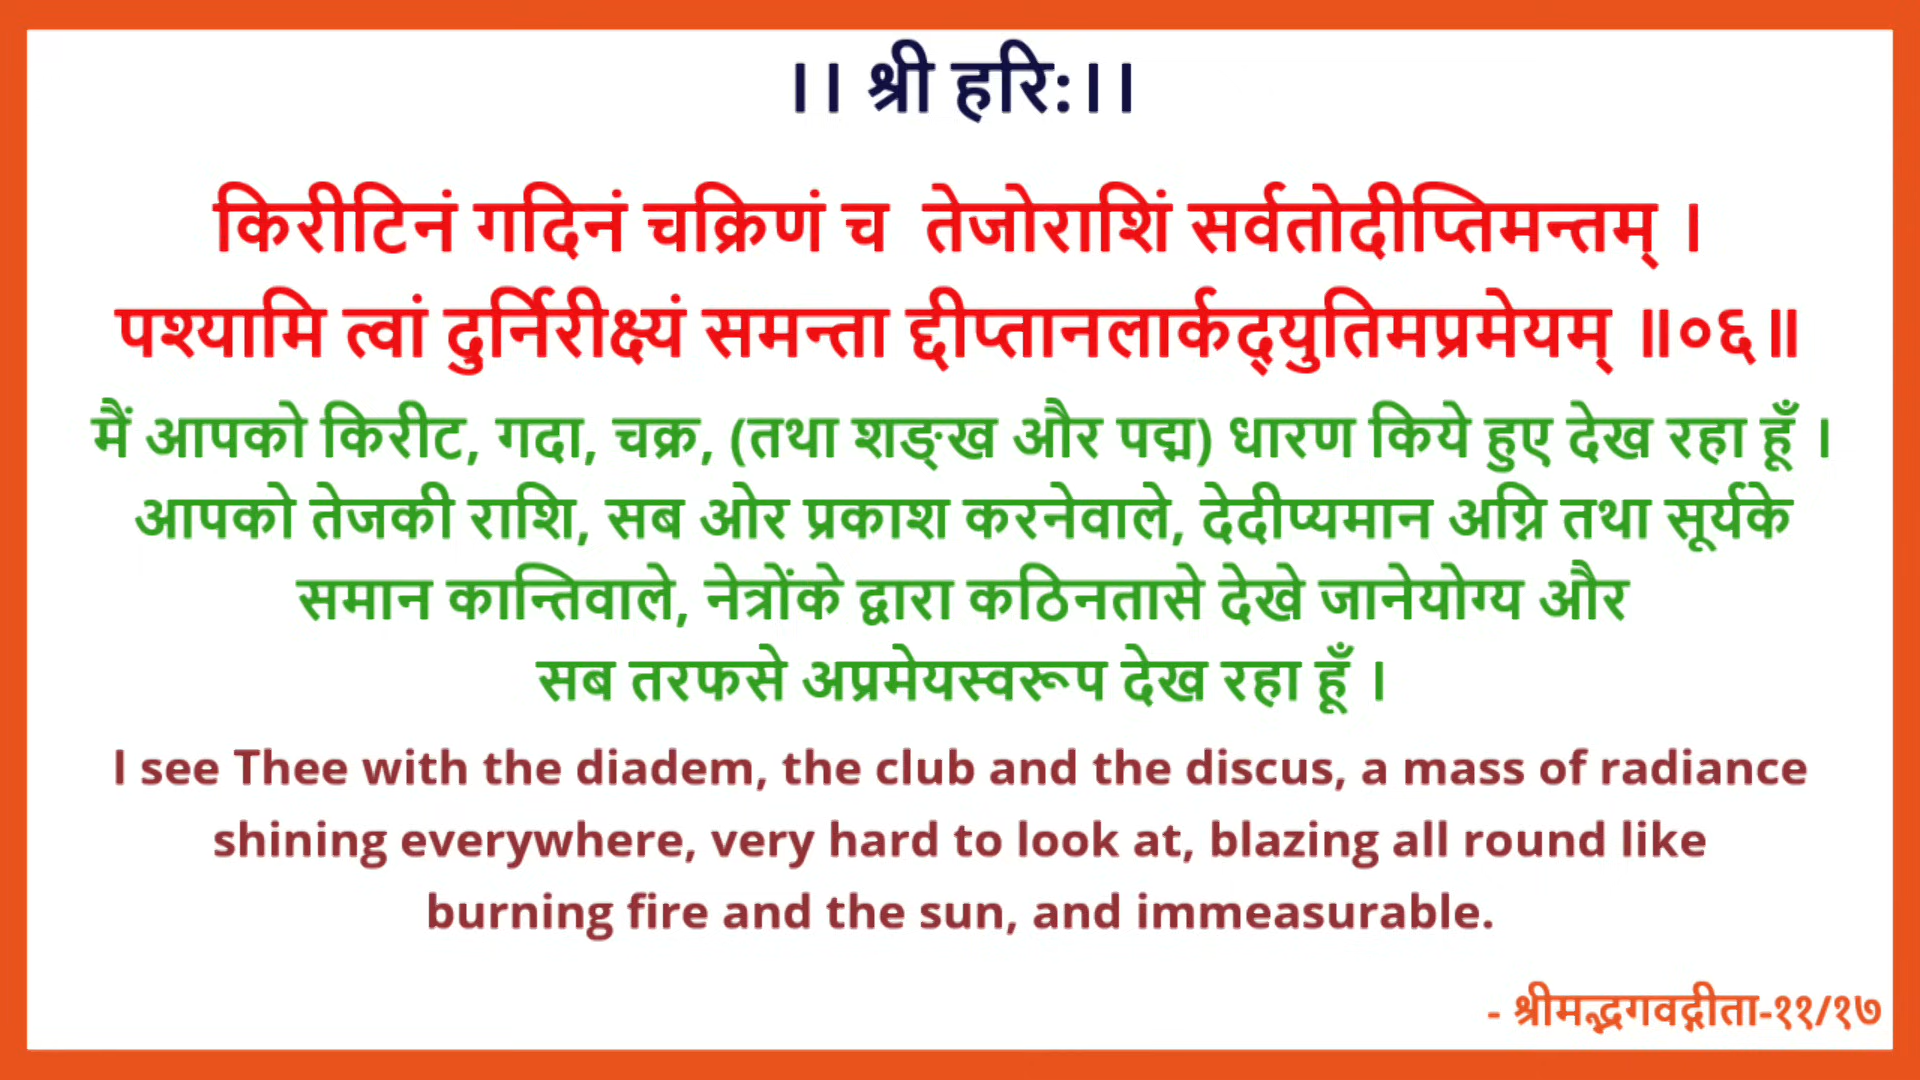 ।। श्री हरि:।।
किरीटिनं गदिनं चक्रिणं च तेजोराशिं सर्वतोदीप्तिमन्तम् ।
पश्यामि त्वां दुर्निरीक्ष्यं समन्ता द्दीप्तानलार्कद्युतिमप्रमेयम् ॥०६॥
मैं आपको किरीट, गदा, चक्र, (तथा शङ्ख और पद्म) धारण किये हुए देख रहा हूँ ।
आपको तेजकी राशि, सब ओर प्रकाश करनेवाले, देदीप्यमान अग्नि तथा सूर्यके
समान कान्तिवाले, नेत्रोंके द्वारा कठिनतासे देखे जानेयोग्य और
सब तरफसे अप्रमेयस्वरूप देख रहा हूँ ।
I see Thee with the diadem, the club and the discus, a mass of radiance
shining everywhere, very hard to look at, blazing all round like
burning fire and the sun, and immeasurable.
- श्रीमद्भगवद्गीता-११/१७